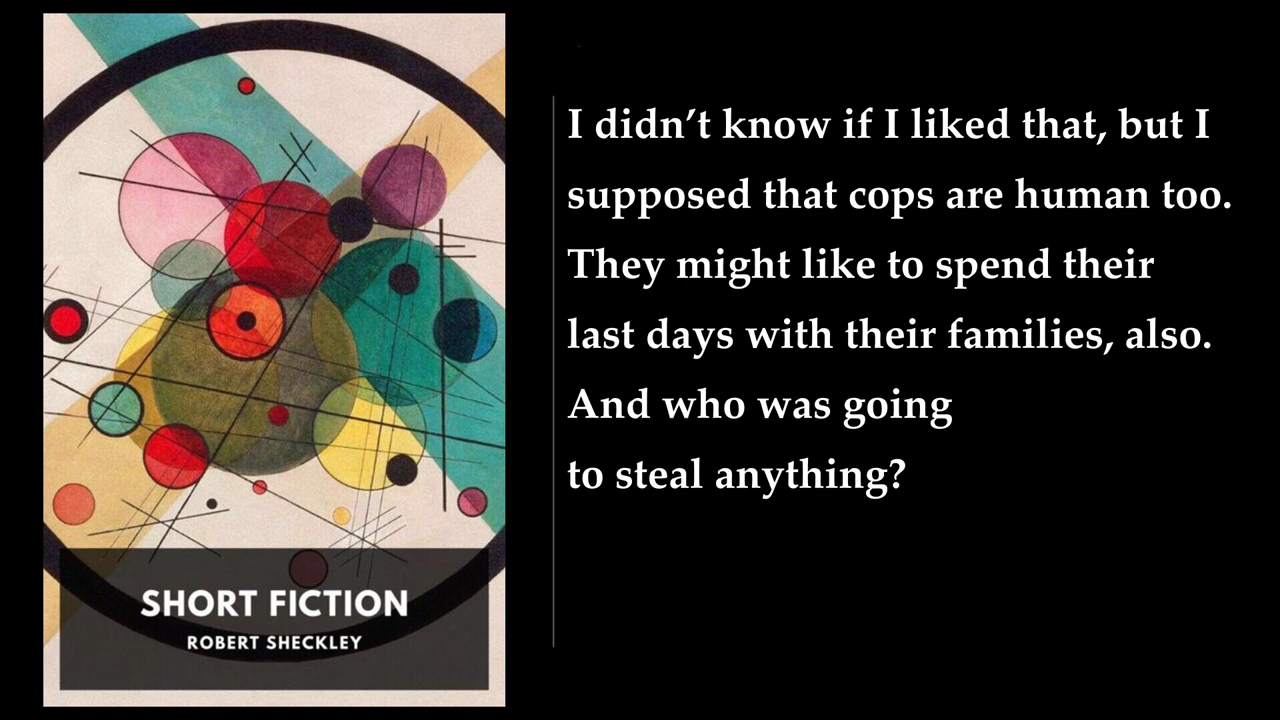 SHORT FICTION
ROBERT SHECKLEY
I didn’t know if I liked that, but I
supposed that cops are human too.
They might like to spend their
last days with their families, also.
And who was going
to steal anything?